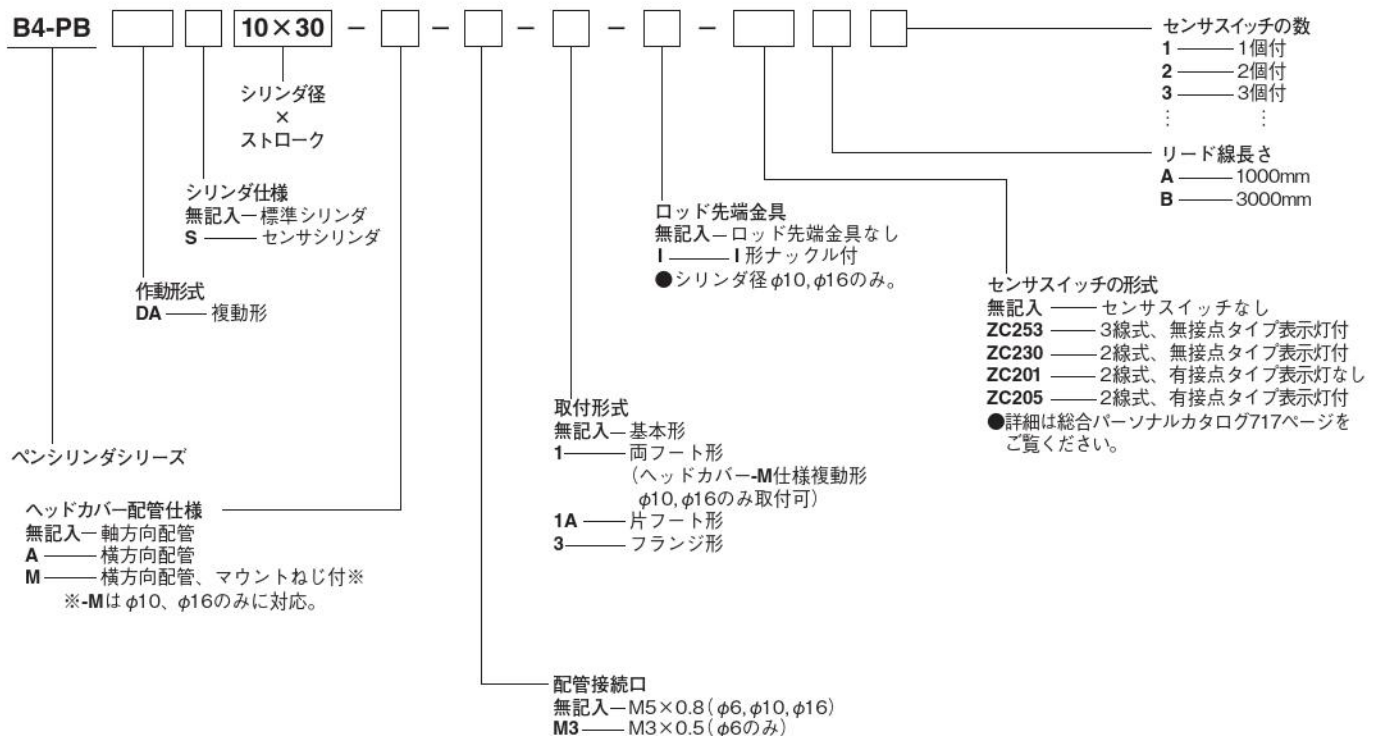 B4-PB 10×30 - - - - -
センサスイッチの数
1 —— 1個付
2 —— 2個付
3 —— 3個付
⋮ ⋮
リード線長さ
A —— 1000mm
B —— 3000mm
シリンダ径
×
ストローク
シリンダ仕様
無記入—標準シリンダ
S —— センサシリンダ
作動形式
DA —— 複動形
ロッド先端金具
無記入—ロッド先端金具なし
I —— I形ナックル付
●シリンダ径φ10,φ16のみ。
センサスイッチの形式
無記入 —— センサスイッチなし
ZC253 —— 3線式、無接点タイプ表示灯付
ZC230 —— 2線式、無接点タイプ表示灯付
ZC201 —— 2線式、有接点タイプ表示灯なし
ZC205 —— 2線式、有接点タイプ表示灯付
●詳細は総合パーソナルカタログ717ページを
ご覧ください。
取付形式
無記入—基本形
1—— 両フート形
（ヘッドカバー-M仕様複動形
φ10,φ16のみ取付可）
1A —— 片フート形
3—— フランジ形
ペンシリンダシリーズ
ヘッドカバー配管仕様
無記入—軸方向配管
A —— 横方向配管
M —— 横方向配管、マウントねじ付※
※-Mはφ10、φ16のみに対応。
配管接続口
無記入—M5×0.8（φ6,φ10,φ16）
M3 —— M3×0.5（φ6のみ）